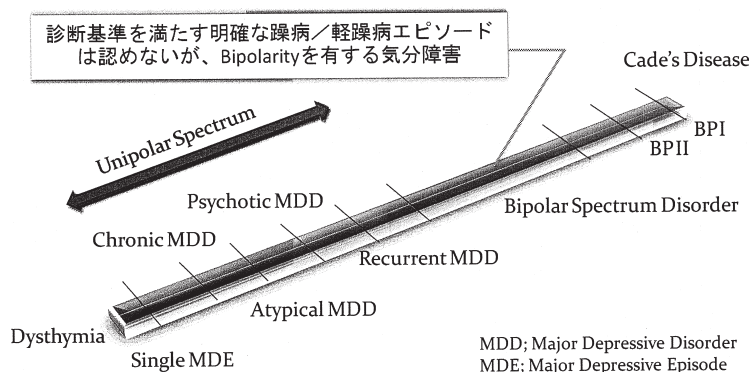 診断基準を満たす明確な躁病／軽躁病エピソード
は認めないが、Bipolarityを有する気分障害
Cade's Disease
Unipolar Spectrum
BPI
BPII
Psychotic MDD
Bipolar Spectrum Disorder
Chronic MDD
Recurrent MDD
Atypical MDD
Dysthymia
Single MDE
MDD; Major Depressive Disorder
MDE; Major Depressive Episode